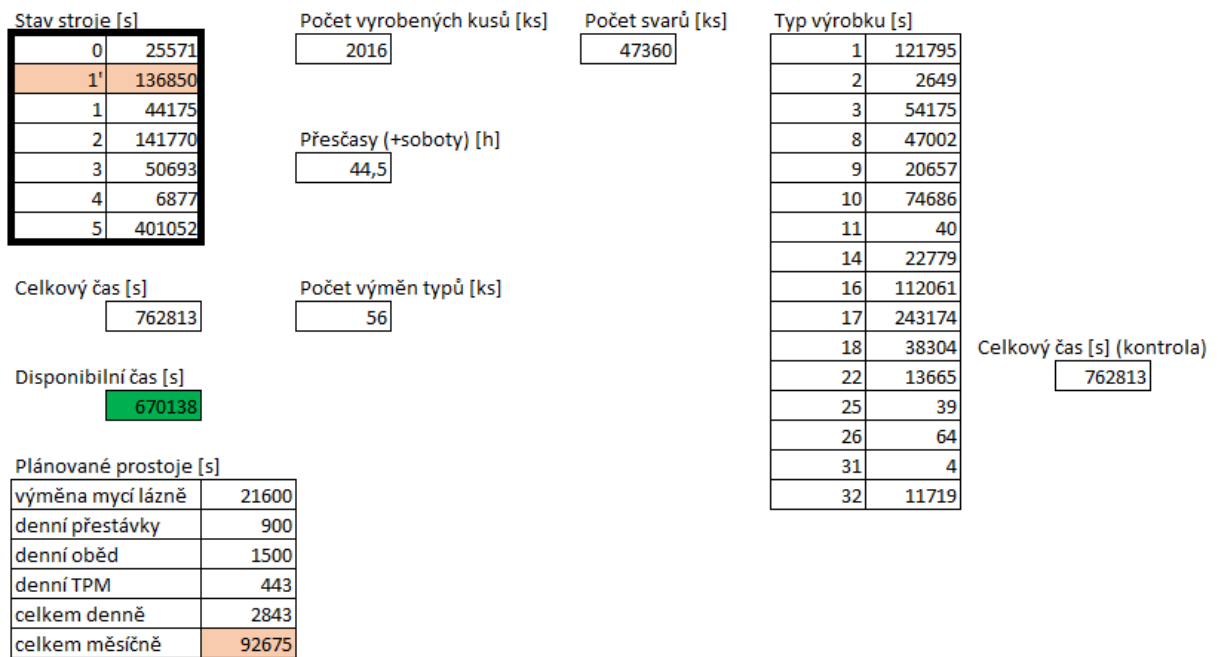 Stav stroje [s]
0 25571
1' 136850
1 44175
2 141770
3 50693
4 6877
5 401052
Celkový čas [s]
762813
Disponibilní čas [s]
670138
Plánované prostoje [s]
výměna mycí lázně 21600
denní přestávky 900
denní oběd 1500
denní TPM 443
celkem denně 2843
celkem měsíčně 92675
Počet vyrobených kusů [ks]
2016
Přesčasy (+soboty) [h]
44,5
Počet výměn typů [ks]
56
Počet svarů [ks]
47360
Typ výrobku [s]
1 121795
2 2649
3 54175
8 47002
9 20657
10 74686
11 40
14 22779
16 112061
17 243174
18 38304
22 13665
25 39
26 64
31 4
32 11719
Celkový čas [s] (kontrola)
762813